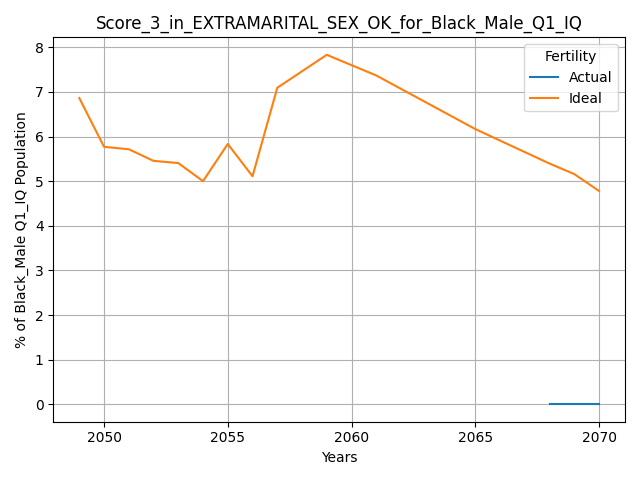 Score_3_in_EXTRAMARITAL_SEX_OK_for_Black_Male_Q1_IQ
% of Black_Male Q1_IQ Population
8
7
6
5
4
3
2
1
0
Fertility
Actual
Ideal
2050 2055 2060 2065 2070
Years